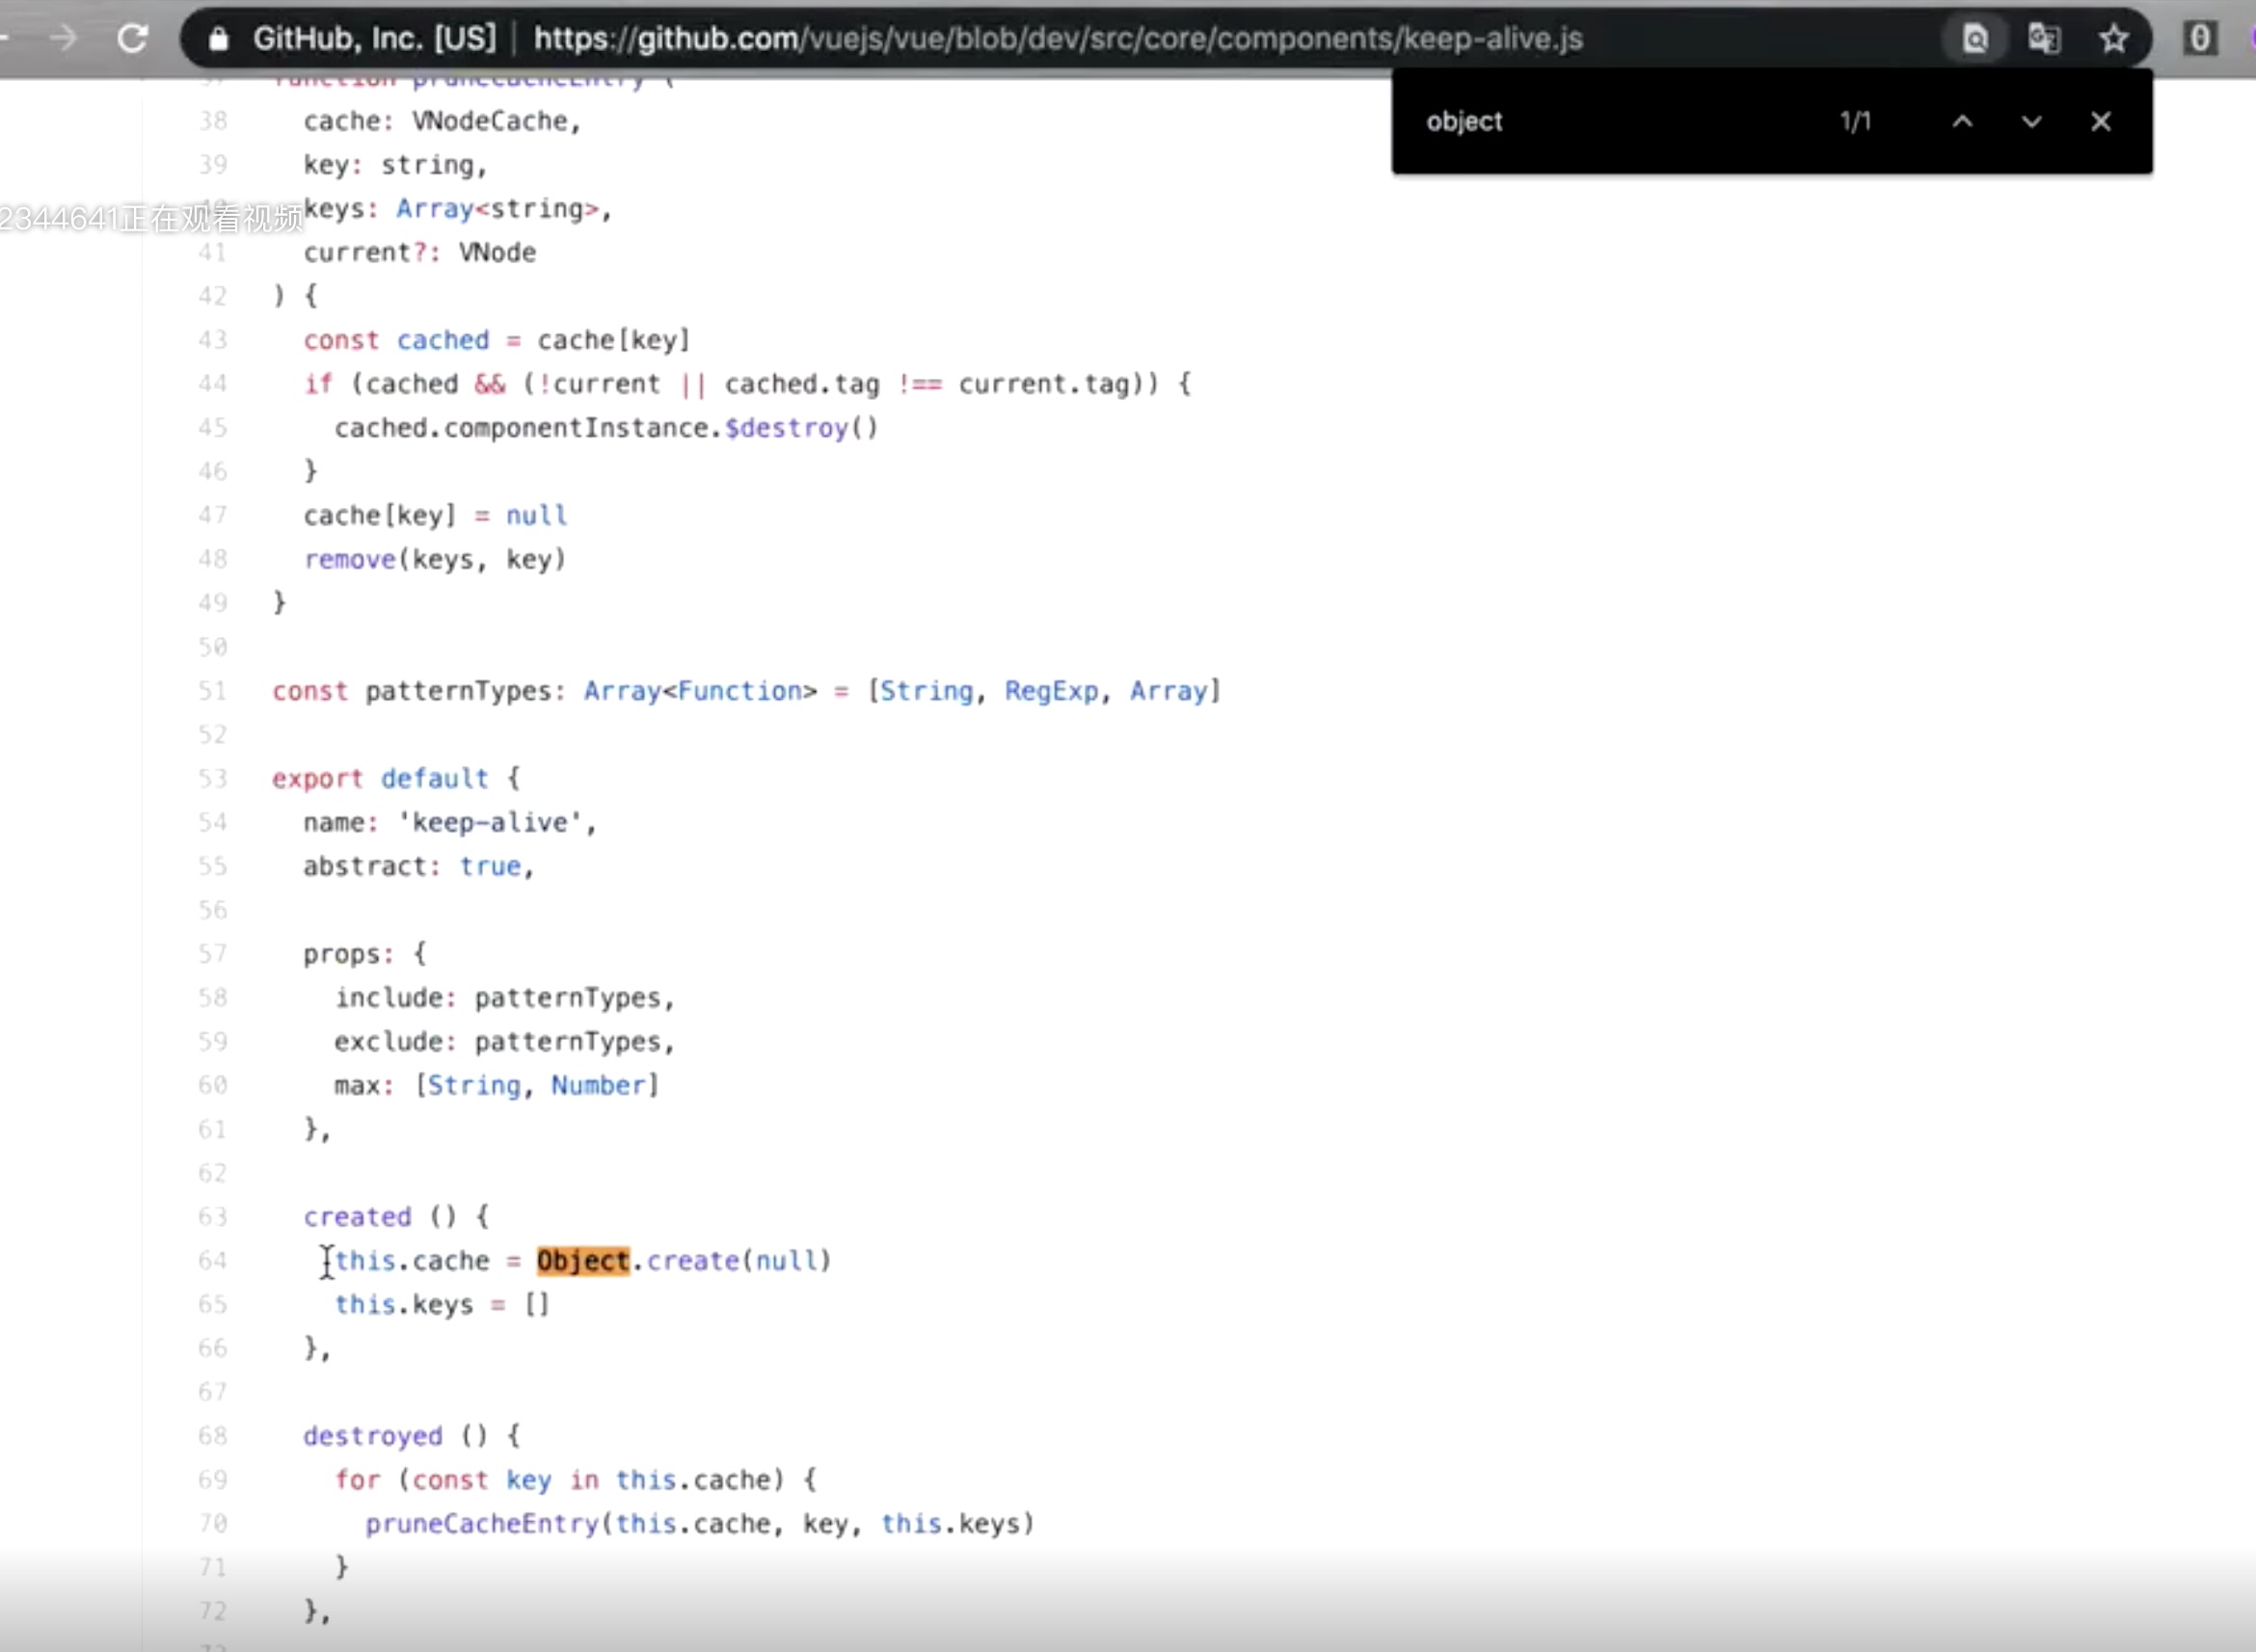 GitHub, Inc. [US] | https://github.com/vuejs/vue/blob/dev/src/core/components/keep-alive.js
object 1/1
37 function pruneCacheEntry (
38 cache: VNodeCache,
39 key: string,
2344641正在观看视频
40 keys: Array<string>,
41 current?: VNode
42 ) {
43 const cached = cache[key]
44 if (cached && (!current || cached.tag !== current.tag)) {
45 cached.componentInstance.$destroy()
46 }
47 cache[key] = null
48 remove(keys, key)
49 }
50
51 const patternTypes: Array<Function> = [String, RegExp, Array]
52
53 export default {
54 name: 'keep-alive',
55 abstract: true,
56
57 props: {
58 include: patternTypes,
59 exclude: patternTypes,
60 max: [String, Number]
61 },
62
63 created () {
64 this.cache = Object.create(null)
65 this.keys = []
66 },
67
68 destroyed () {
69 for (const key in this.cache) {
70 pruneCacheEntry(this.cache, key, this.keys)
71 }
72 },
73